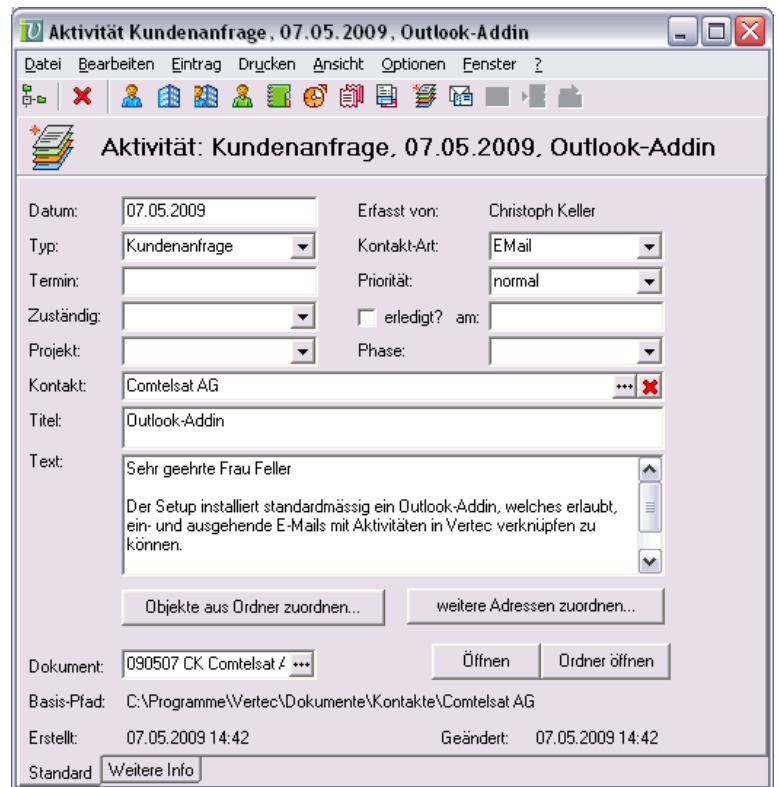 Aktivität Kundenanfrage, 07.05.2009, Outlook-Addin
Datei Bearbeiten Eintrag Drucken Ansicht Optionen Fenster ?
Aktivität: Kundenanfrage, 07.05.2009, Outlook-Addin
Datum: 07.05.2009 Erfasst von: Christoph Keller
Typ: Kundenanfrage Kontakt-Art: EMail
Termin: Priorität: normal
Zuständig: erledigt? am:
Projekt: Phase:
Kontakt: Comtelsat AG
Titel: Outlook-Addin
Text: Sehr geehrte Frau Feller
Der Setup installiert standardmässig ein Outlook-Addin, welches erlaubt,
ein- und ausgehende E-Mails mit Aktivitäten in Vertec verknüpfen zu
können.
Objekte aus Ordner zuordnen... weitere Adressen zuordnen...
Dokument: 090507 CK Comtelsat Öffnen Ordner öffnen
Basis-Pfad: C:\Programme\Vertec\Dokumente\Kontakte\Comtelsat AG
Erstellt: 07.05.2009 14:42 Geändert: 07.05.2009 14:42
Standard Weitere Info